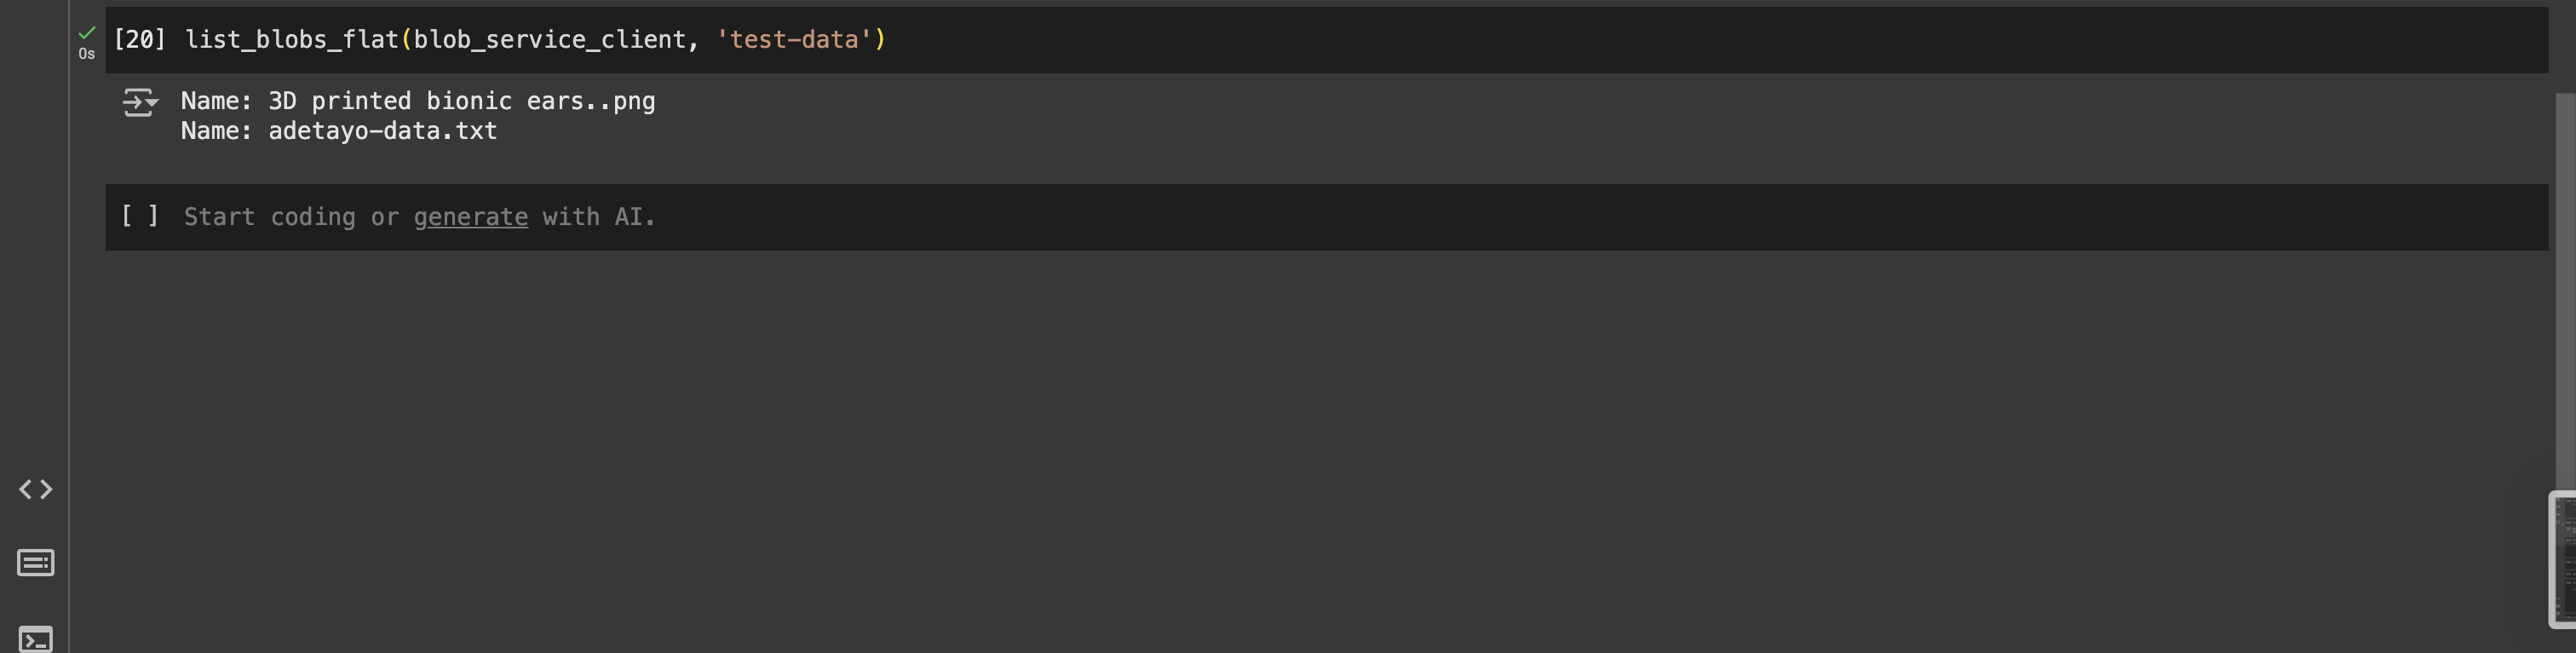 [20] list_blobs_flat(blob_service_client, 'test-data')
0s
Name: 3D printed bionic ears..png
Name: adetayo-data.txt
[ ] Start coding or generate with AI.